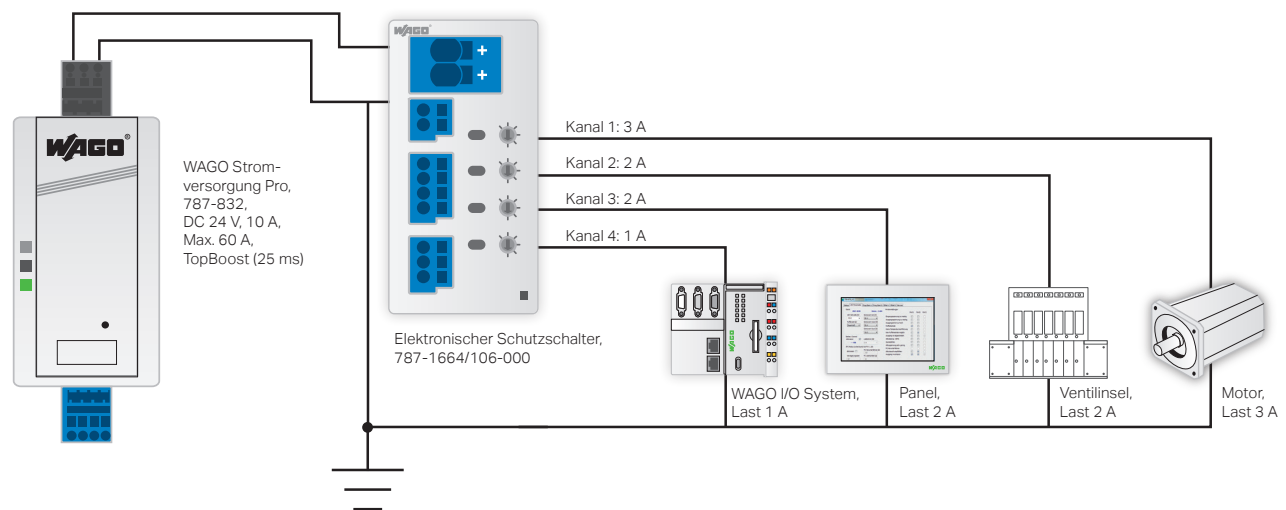 WAGO
+
+
WAGO®
WAGO Strom-
versorgung Pro,
787-832,
DC 24 V, 10 A,
Max. 60 A,
TopBoost (25 ms)
Kanal 1: 3 A
Kanal 2: 2 A
Kanal 3: 2 A
Kanal 4: 1 A
Elektronischer Schutzschalter,
787-1664/106-000
WAGO
WAGO
WAGO I/O System,
Last 1 A
Panel,
Last 2 A
Ventilinsel,
Last 2 A
Motor,
Last 3 A